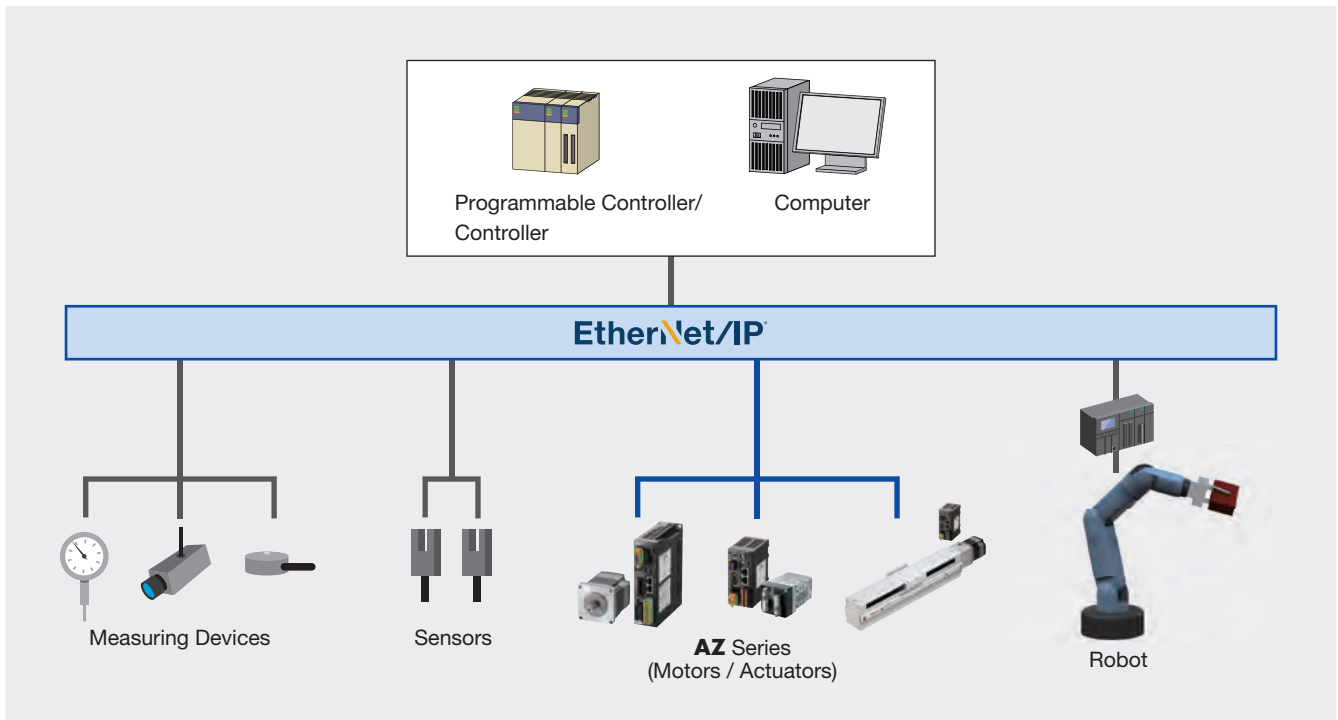 Programmable Controller/
Controller
Computer
EtherNet/IP
Measuring Devices
Sensors
AZ Series
(Motors / Actuators)
Robot